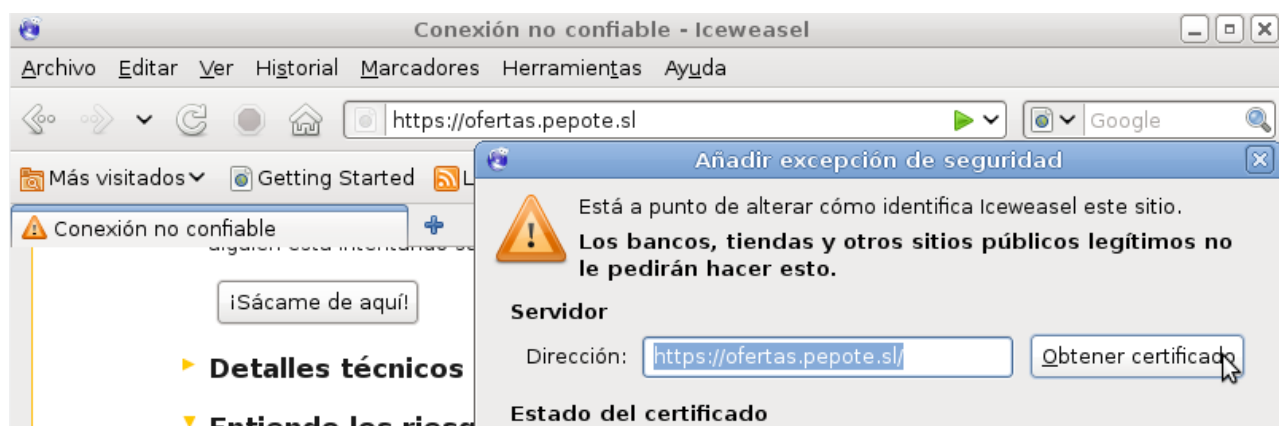 Conexión no confiable - Iceweasel
Archivo Editar Ver Historial Marcadores Herramientas Ayuda
https://ofertas.pepote.sl
Google
Más visitados
Getting Started
L
Conexión no confiable
Añadir excepción de seguridad
Está a punto de alterar cómo identifica Iceweasel este sitio.
Los bancos, tiendas y otros sitios públicos legítimos no
le pedirán hacer esto.
¡Sácame de aquí!
Detalles técnicos
Servidor
Dirección: https://ofertas.pepote.sl/ Obtener certificado
Estado del certificado